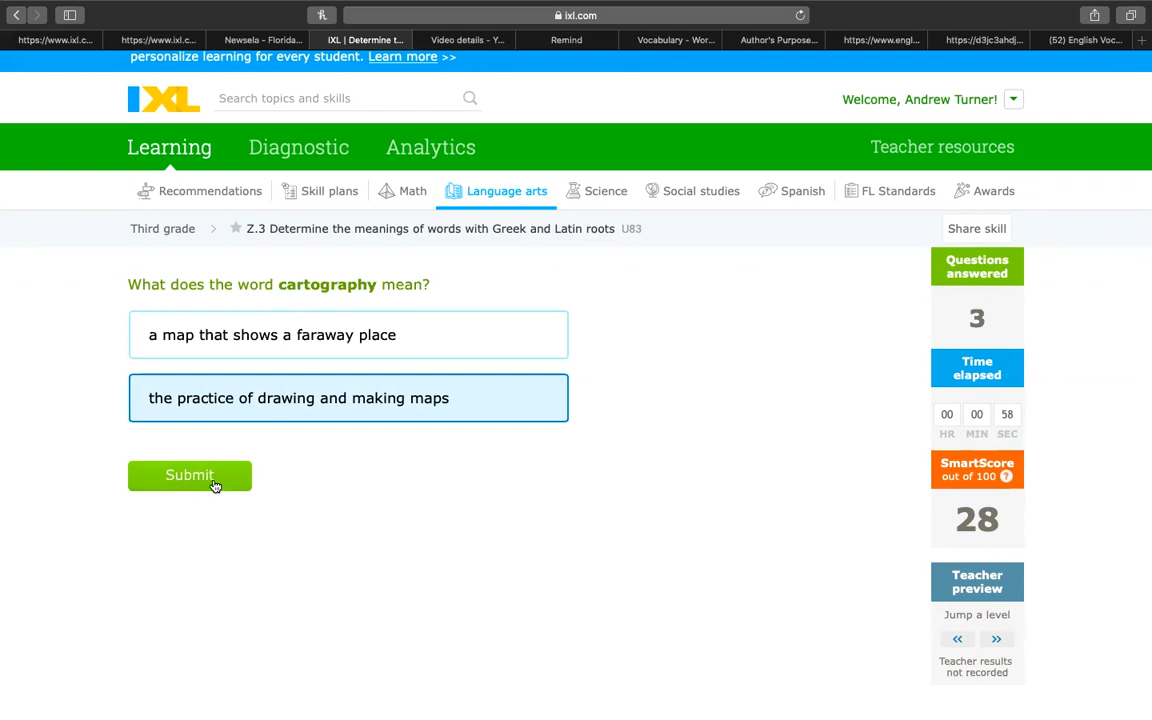 ixl.com
https://www.ixl.c...
https://www.ixl.c...
Newsela - Florida...
IXL | Determine t...
Video details - Y...
Remind
Vocabulary - Wor...
Author's Purpose...
https://www.engl...
https://d3jc3ahdj...
(52) English Voc...
personalize learning for every student. Learn more >>
IXL
Search topics and skills
Welcome, Andrew Turner!
Learning
Diagnostic
Analytics
Teacher resources
Recommendations
Skill plans
Math
Language arts
Science
Social studies
Spanish
FL Standards
Awards
Third grade > Z.3 Determine the meanings of words with Greek and Latin roots U83
Share skill
What does the word cartography mean?
a map that shows a faraway place
the practice of drawing and making maps
Submit
Questions
answered
3
Time
elapsed
00 00 58
HR MIN SEC
SmartScore
out of 100 ?
28
Teacher
preview
Jump a level
<< >>
Teacher results
not recorded